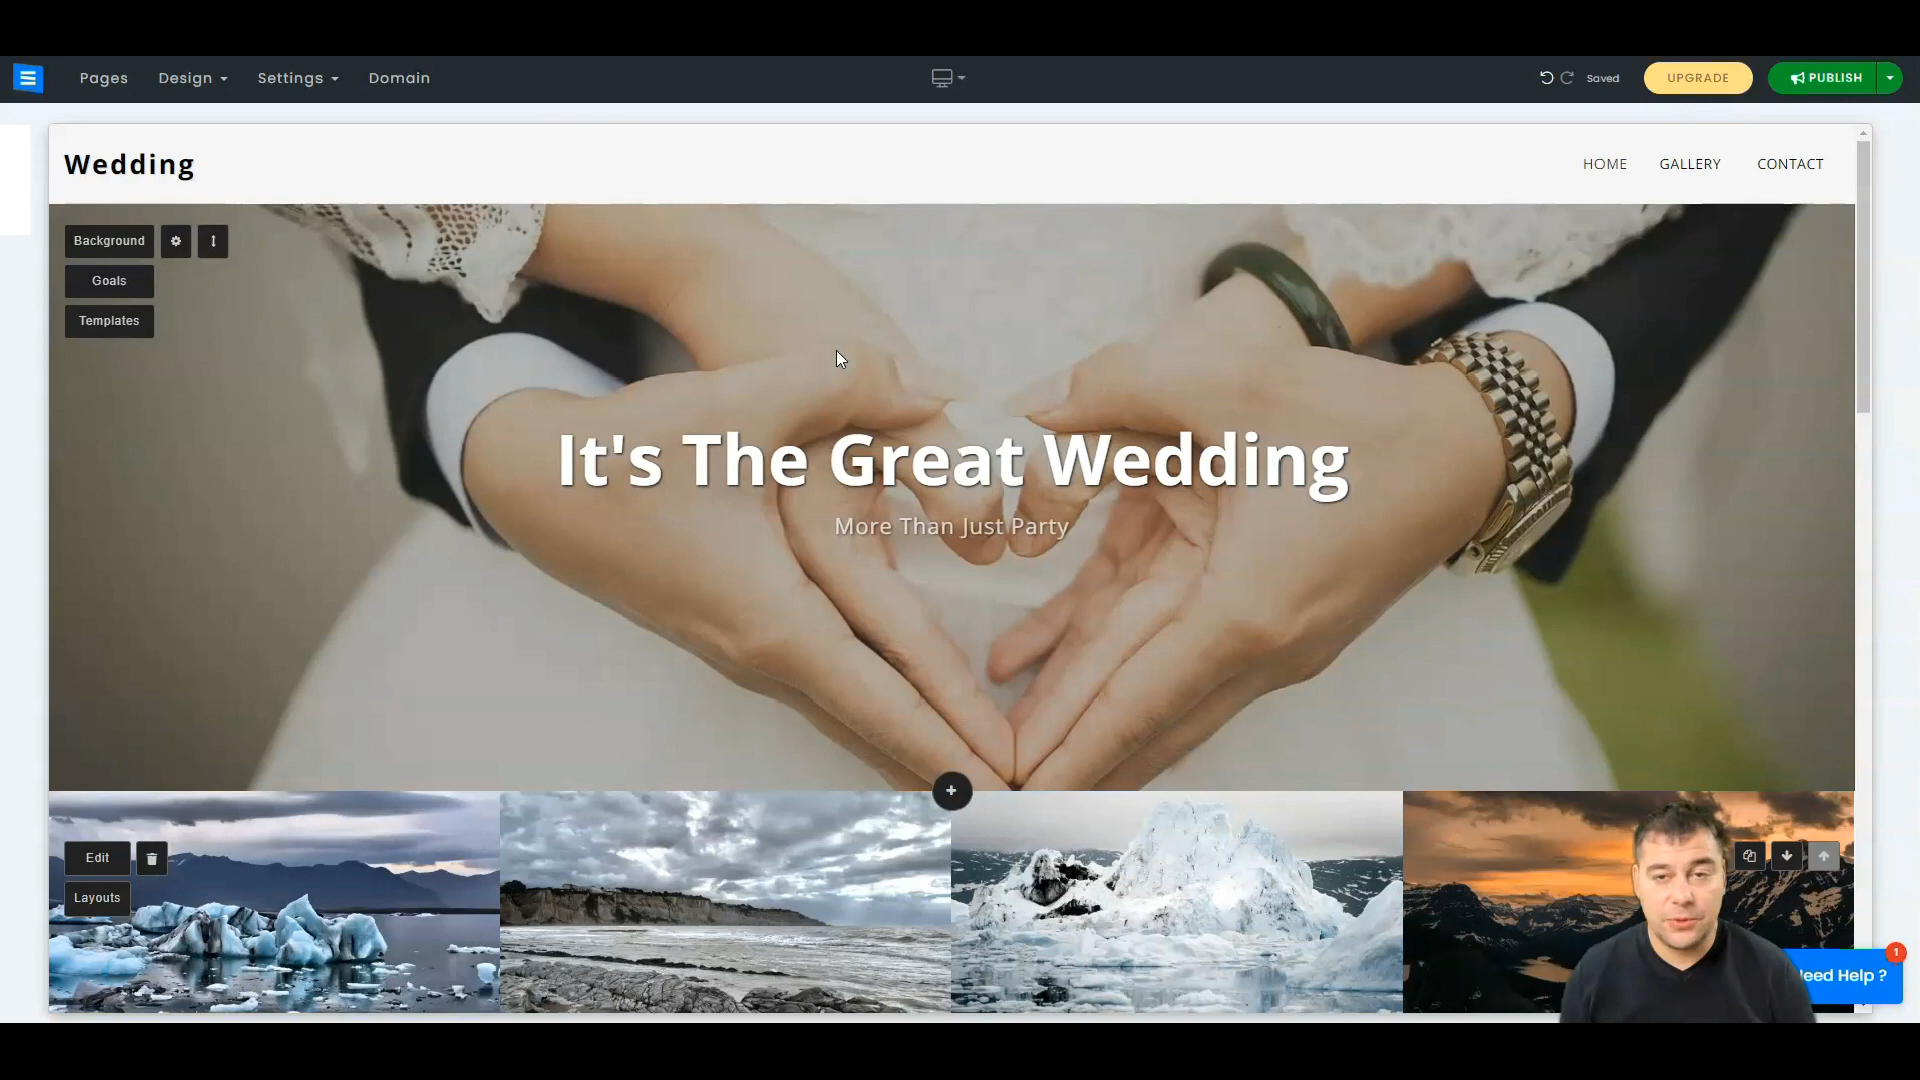 Pages Design Settings Domain Saved UPGRADE PUBLISH
Wedding HOME GALLERY CONTACT
Background
Goals
Templates
It's The Great Wedding
More Than Just Party
+
Edit
Layouts
1
eed Help ?